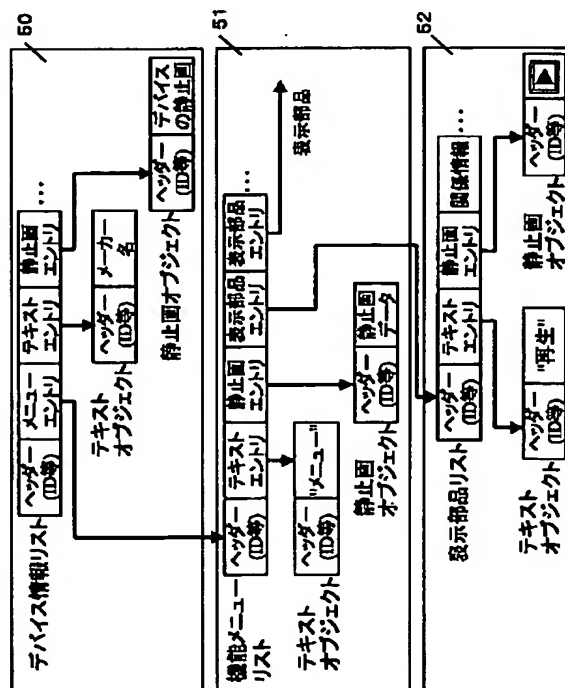 50
デバイス情報リスト
ヘッダー
(ID等)
メニュー
エントリ
テキスト
エントリ
静止画
エントリ
...
ヘッダー
(ID等)
メーカー
名
テキスト
オブジェクト
ヘッダー
(ID等)
デバイス
の静止画
静止画オブジェクト
51
機能メニュー
リスト
ヘッダー
(ID等)
テキスト
エントリ
静止画
エントリ
表示部品
エントリ
表示部品
エントリ
...
表示部品
ヘッダー
(ID等)
"メニュー"
テキスト
オブジェクト
ヘッダー
(ID等)
静止画
データ
静止画
オブジェクト
52
表示部品リスト
ヘッダー
(ID等)
テキスト
エントリ
静止画
エントリ
関係情報
...
ヘッダー
(ID等)
"再生"
テキスト
オブジェクト
ヘッダー
(ID等)
静止画
オブジェクト